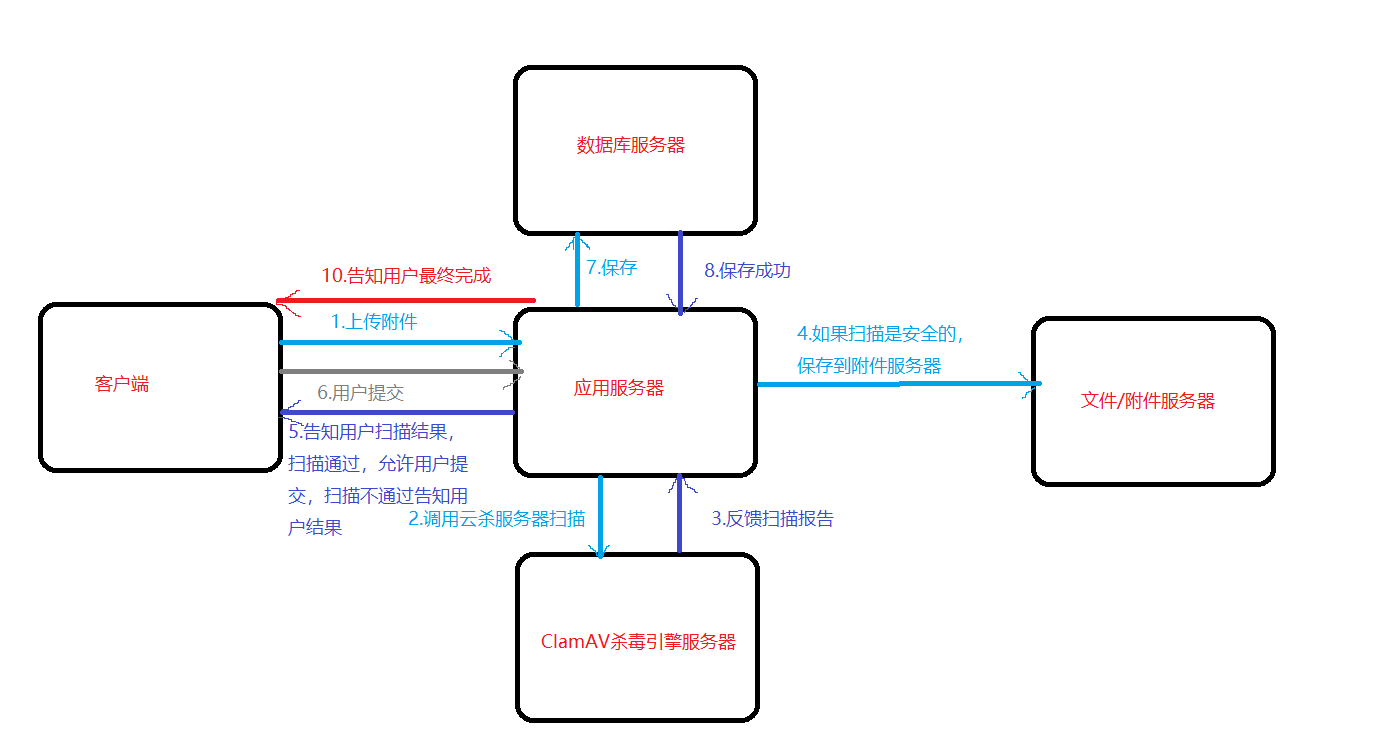 数据库服务器
7.保存
8.保存成功
10.告知用户最终完成
1.上传附件
4.如果扫描是安全的，
保存到附件服务器
客户端
6.用户提交
应用服务器
文件/附件服务器
5.告知用户扫描结果，
扫描通过，允许用户提
交，扫描不通过告知用
户结果
2.调用云杀服务器扫描
3.反馈扫描报告
ClamAV杀毒引擎服务器